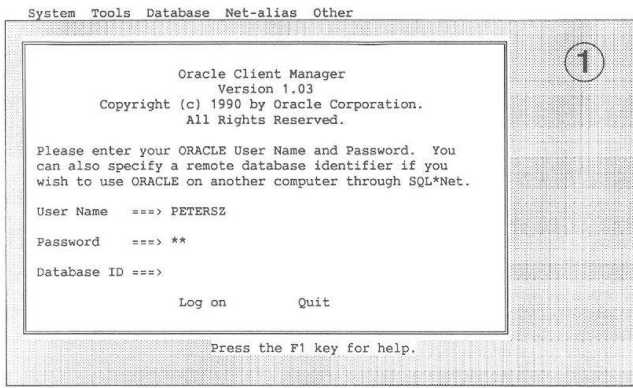 System Tools Database Net-alias Other
1
Oracle Client Manager
Version 1.03
Copyright (c) 1990 by Oracle Corporation.
All Rights Reserved.
Please enter your ORACLE User Name and Password. You
can also specify a remote database identifier if you
wish to use ORACLE on another computer through SQL*Net.
User Name ===> PETERSZ
Password ===> **
Database ID ===>
Log on Quit
Press the F1 key for help.